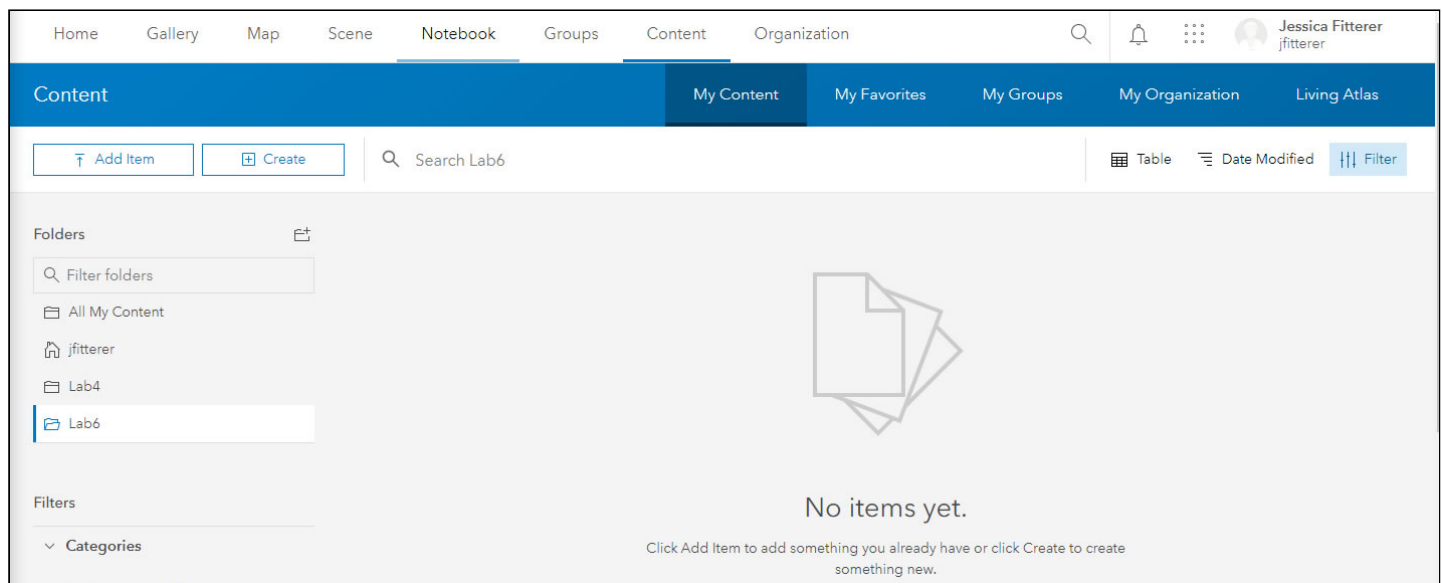 Home Gallery Map Scene Notebook Groups Content Organization Jessica Fitterer
jfitterer
Content My Content My Favorites My Groups My Organization Living Atlas
Add Item Create Search Lab6 Table Date Modified Filter
Folders
Filter folders
All My Content
jfitterer
Lab4
Lab6
Filters
Categories
No items yet.
Click Add Item to add something you already have or click Create to create
something new.